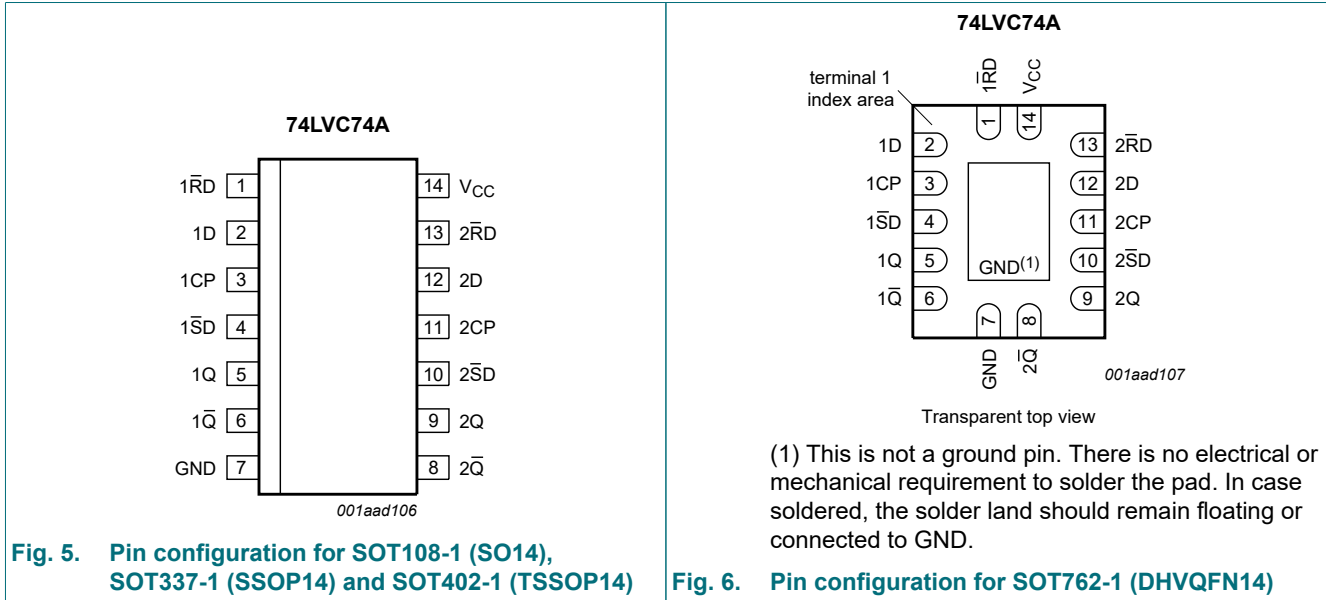 74LVC74A
1R̅D 1
1D 2
1CP 3
1S̅D 4
1Q 5
1Q̅ 6
GND 7
14 VCC
13 2R̅D
12 2D
11 2CP
10 2S̅D
9 2Q
8 2Q̅
001aad106
Fig. 5. Pin configuration for SOT108-1 (SO14),
SOT337-1 (SSOP14) and SOT402-1 (TSSOP14)
74LVC74A
terminal 1
index area
1R̅D
VCC
1
14
1D 2
1CP 3
1S̅D 4
1Q 5
1Q̅ 6
13 2R̅D
12 2D
11 2CP
10 2S̅D
9 2Q
GND(1)
7
8
GND
2Q̅
001aad107
Transparent top view
(1) This is not a ground pin. There is no electrical or
mechanical requirement to solder the pad. In case
soldered, the solder land should remain floating or
connected to GND.
Fig. 6. Pin configuration for SOT762-1 (DHVQFN14)